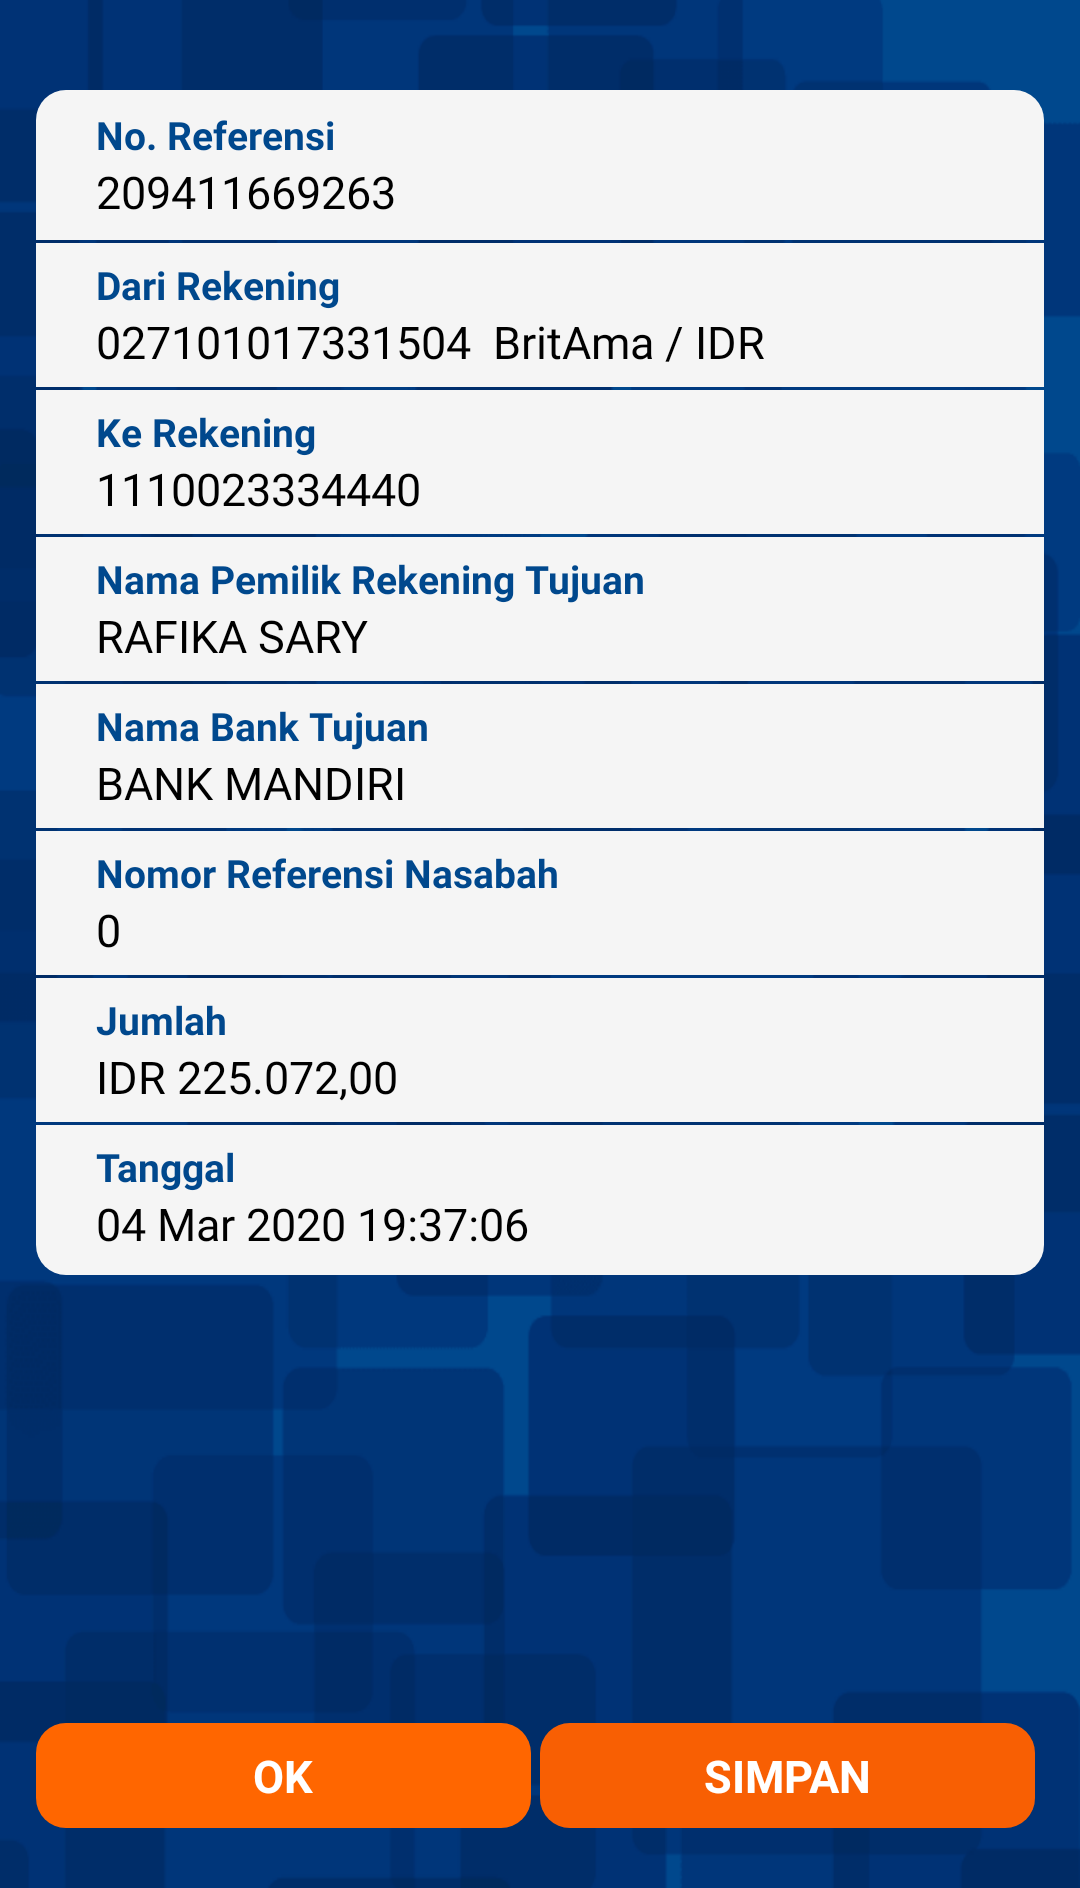 No. Referensi
209411669263
Dari Rekening
027101017331504  BritAma / IDR
Ke Rekening
1110023334440
Nama Pemilik Rekening Tujuan
RAFIKA SARY
Nama Bank Tujuan
BANK MANDIRI
Nomor Referensi Nasabah
0
Jumlah
IDR 225.072,00
Tanggal
04 Mar 2020 19:37:06
OK
SIMPAN